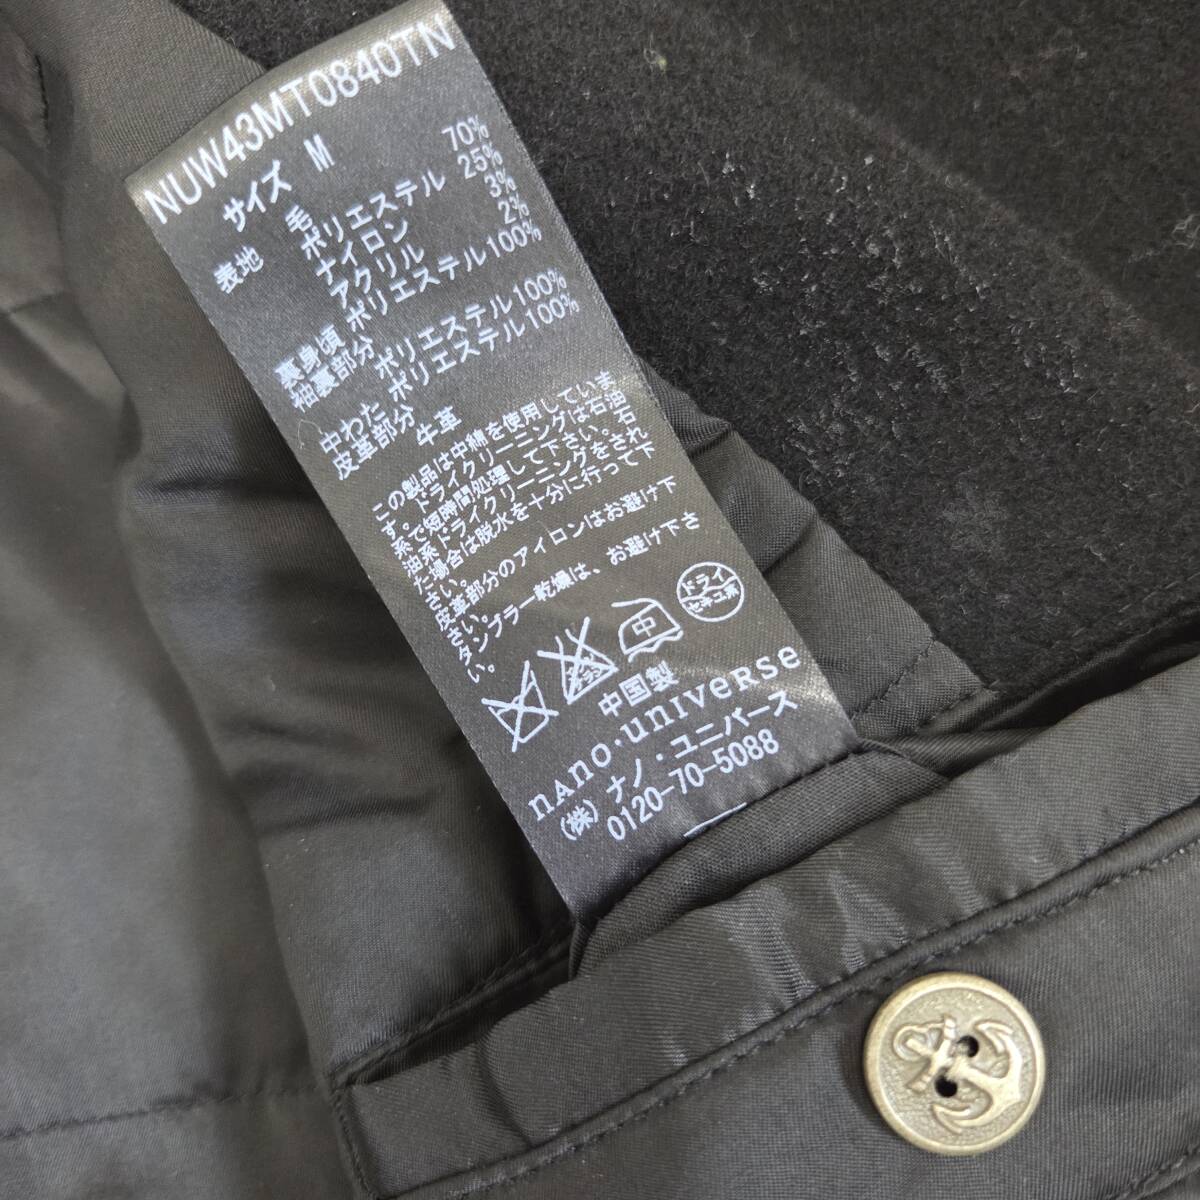 NUW43MT0840TN
サイズ M
表地 毛 70%
ポリエステル 25%
ナイロン 3%
アクリル 2%
裏身頃 ポリエステル100%
袖裏部分 ポリエステル100%
中わた ポリエステル100%
皮革部分 牛革
この製品は中綿を使用していま
す。ドライクリーニングは石油
系で短時間処理して下さい。石
油系ドライクリーニングをされ
た場合は脱水を十分に行って下
さい。
皮革部分のアイロンはお避け下
さい。
タンブラー乾燥は、お避け下さ
い。
エンソ
サラシ
中
ドライ
セキユ系
中国製
nano・universe
(株) ナノ・ユニバース
0120-70-5088